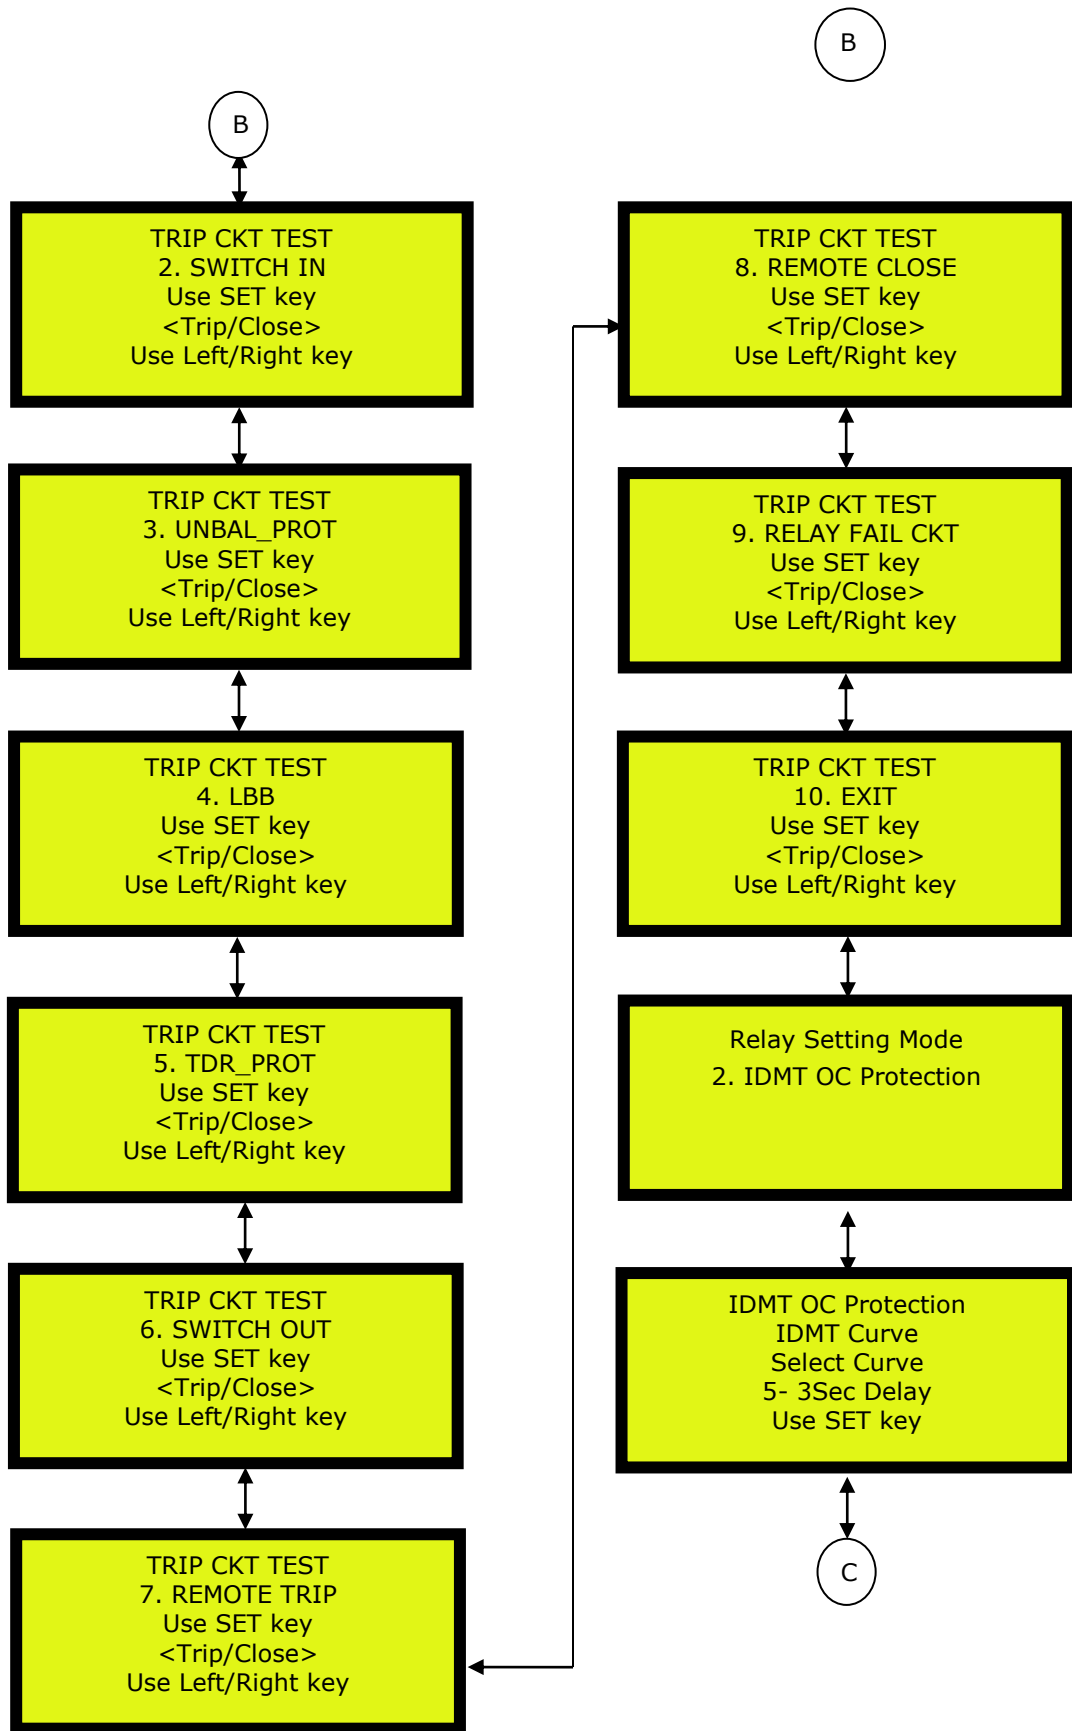 B
TRIP CKT TEST
2. SWITCH IN
Use SET key
<Trip/Close>
Use Left/Right key
TRIP CKT TEST
3. UNBAL_PROT
Use SET key
<Trip/Close>
Use Left/Right key
TRIP CKT TEST
4. LBB
Use SET key
<Trip/Close>
Use Left/Right key
TRIP CKT TEST
5. TDR_PROT
Use SET key
<Trip/Close>
Use Left/Right key
TRIP CKT TEST
6. SWITCH OUT
Use SET key
<Trip/Close>
Use Left/Right key
TRIP CKT TEST
7. REMOTE TRIP
Use SET key
<Trip/Close>
Use Left/Right key
B
TRIP CKT TEST
8. REMOTE CLOSE
Use SET key
<Trip/Close>
Use Left/Right key
TRIP CKT TEST
9. RELAY FAIL CKT
Use SET key
<Trip/Close>
Use Left/Right key
TRIP CKT TEST
10. EXIT
Use SET key
<Trip/Close>
Use Left/Right key
Relay Setting Mode
2. IDMT OC Protection
IDMT OC Protection
IDMT Curve
Select Curve
5- 3Sec Delay
Use SET key
C